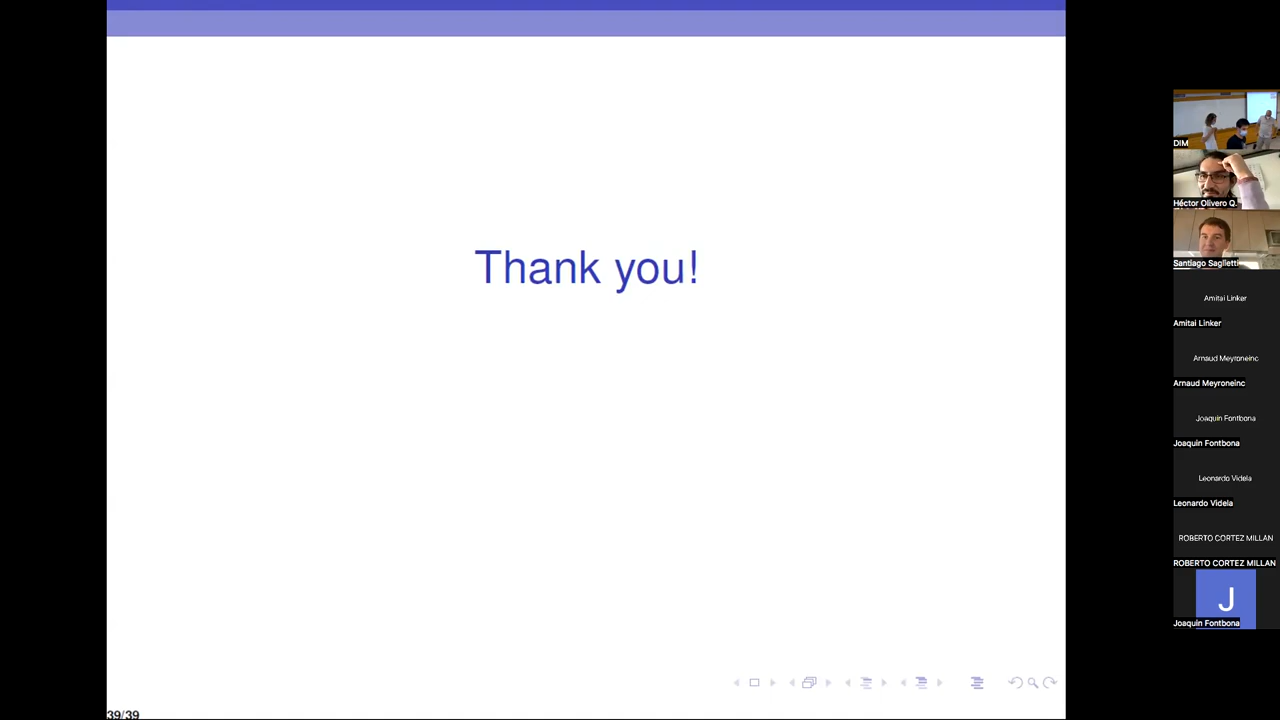 Thank you!
39/39
DIM
Héctor Olivero Q.
Santiago Saglietti
Amitai Linker
Amitai Linker
Arnaud Meyroneinc
Arnaud Meyroneinc
Joaquin Fontbona
Joaquin Fontbona
Leonardo Videla
Leonardo Videla
ROBERTO CORTEZ MILLAN
ROBERTO CORTEZ MILLAN
J
Joaquin Fontbona